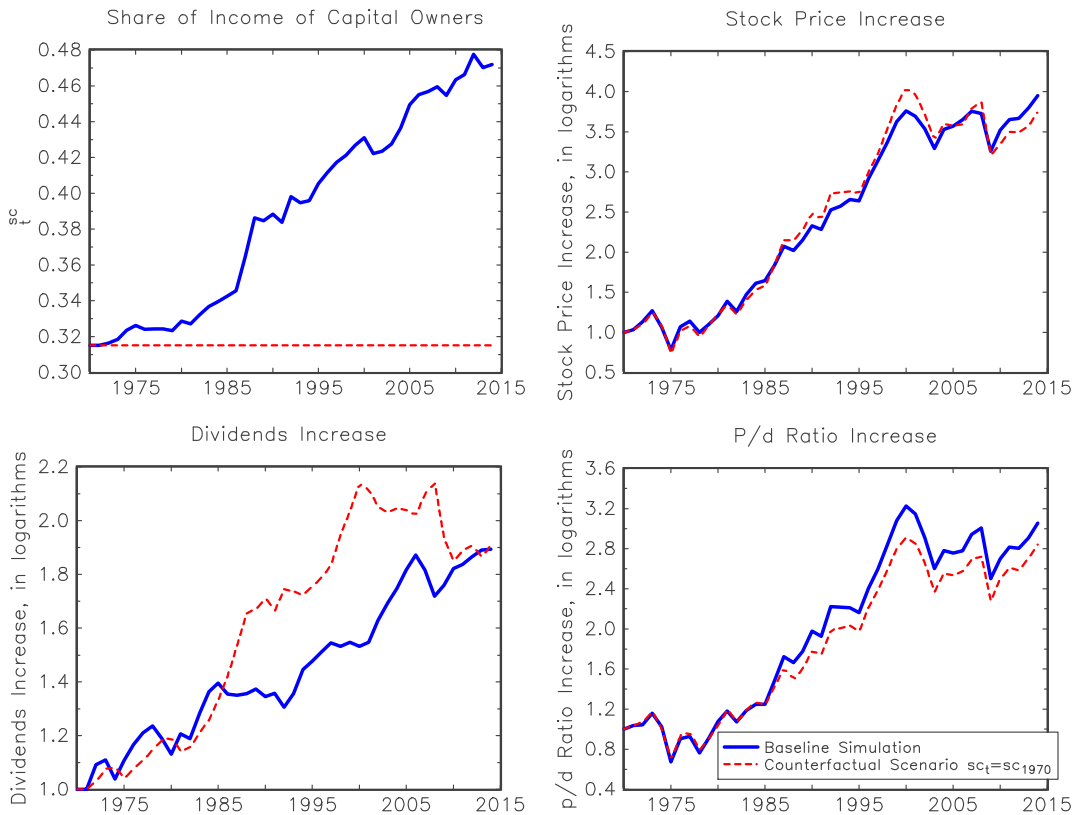 Share of Income of Capital Owners
sc
t
0.48
0.46
0.44
0.42
0.40
0.38
0.36
0.34
0.32
0.30
1975 1985 1995 2005 2015
Stock Price Increase
Stock Price Increase, in logarithms
4.5
4.0
3.5
3.0
2.5
2.0
1.5
1.0
0.5
1975 1985 1995 2005 2015
Dividends Increase
Dividends Increase, in logarithms
2.2
2.0
1.8
1.6
1.4
1.2
1.0
1975 1985 1995 2005 2015
P/d Ratio Increase
p/d Ratio Increase, in logarithms
3.6
3.2
2.8
2.4
2.0
1.6
1.2
0.8
0.4
1975 1985 1995 2005 2015
Baseline Simulation
Counterfactual Scenario sct=sc1970